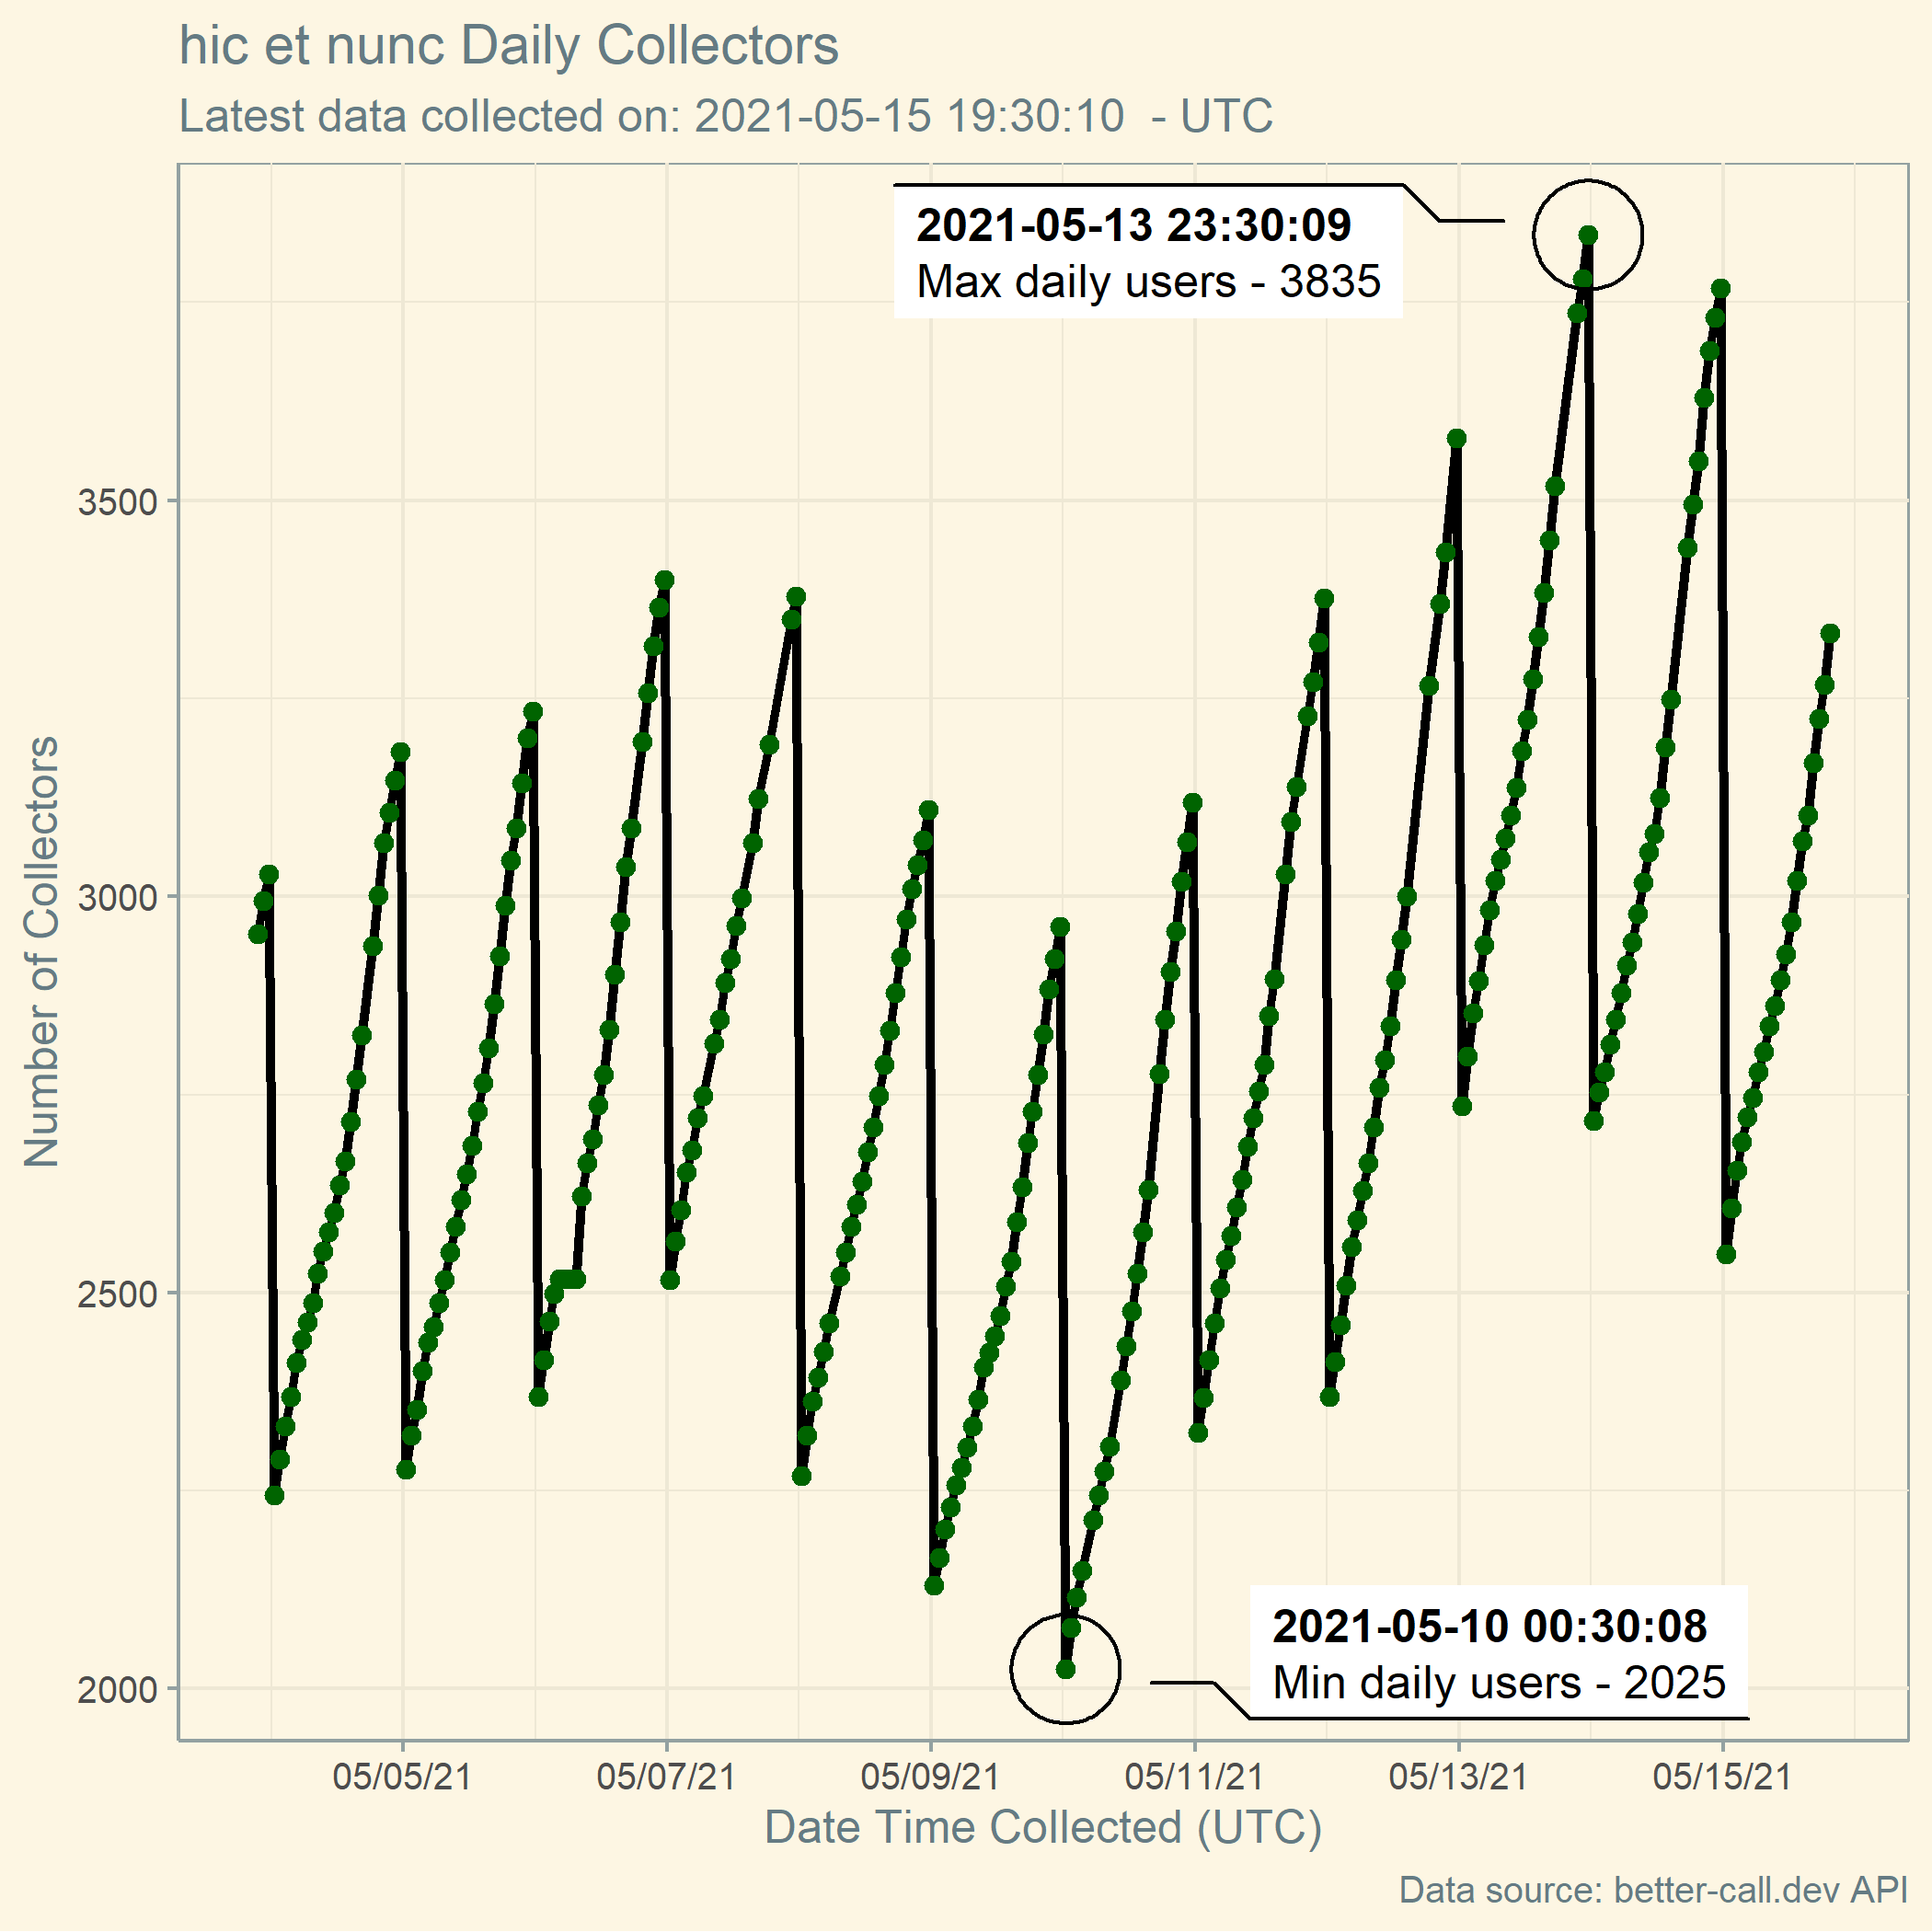 hic et nunc Daily Collectors
Latest data collected on: 2021-05-15 19:30:10  - UTC
2021-05-13 23:30:09
Max daily users - 3835
3500
3000
2500
2000
Number of Collectors
2021-05-10 00:30:08
Min daily users - 2025
05/05/21
05/07/21
05/09/21
05/11/21
05/13/21
05/15/21
Date Time Collected (UTC)
Data source: better-call.dev API